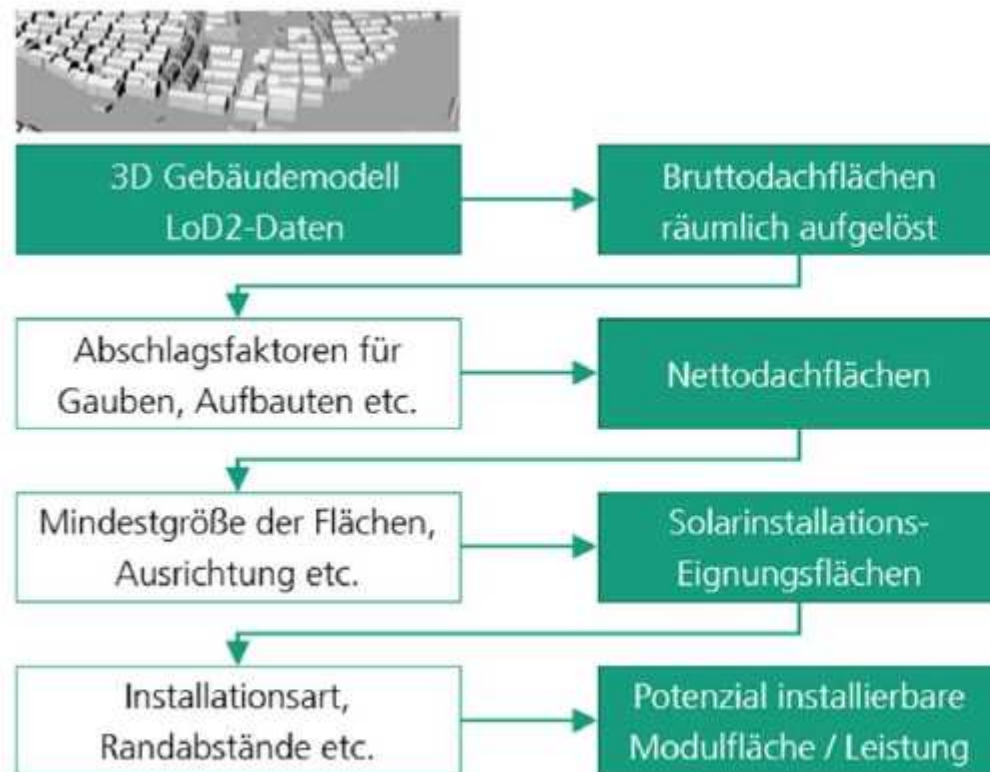 3D Gebäudemodell
LoD2-Daten
Bruttodachflächen
räumlich aufgelöst
Abschlagsfaktoren für
Gauben, Aufbauten etc.
Nettodachflächen
Mindestgröße der Flächen,
Ausrichtung etc.
Solarinstallations-
Eignungsflächen
Installationsart,
Randabstände etc.
Potenzial installierbare
Modulfläche / Leistung